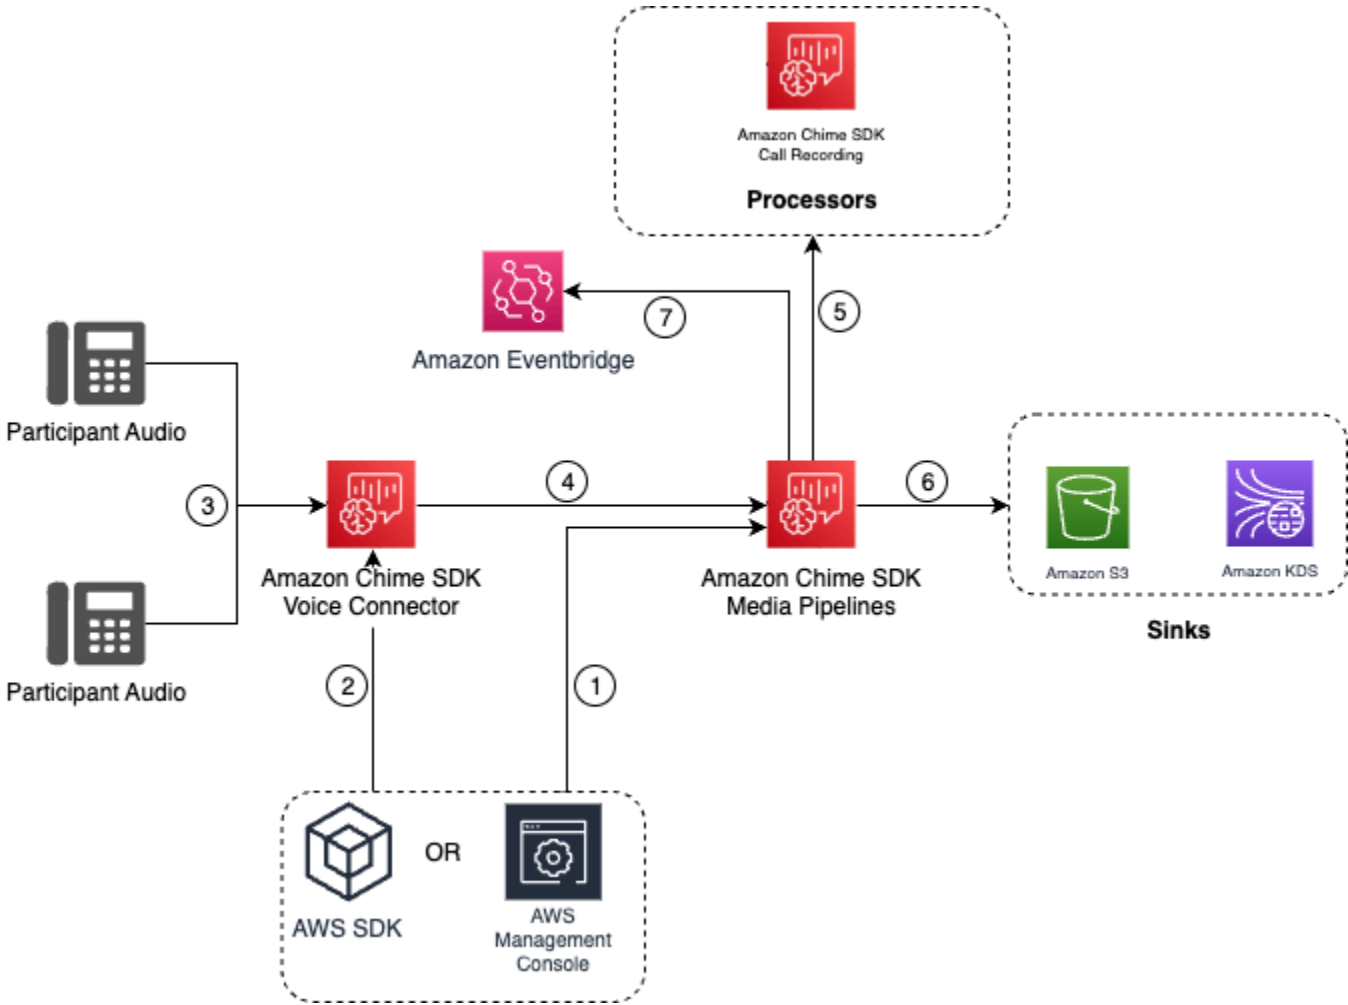 Amazon Chime SDK
Call Recording
Processors
7
5
Amazon Eventbridge
Participant Audio
3
4
6
Amazon S3
Amazon KDS
Amazon Chime SDK
Voice Connector
Amazon Chime SDK
Media Pipelines
Sinks
Participant Audio
2
1
AWS SDK
OR
AWS
Management
Console